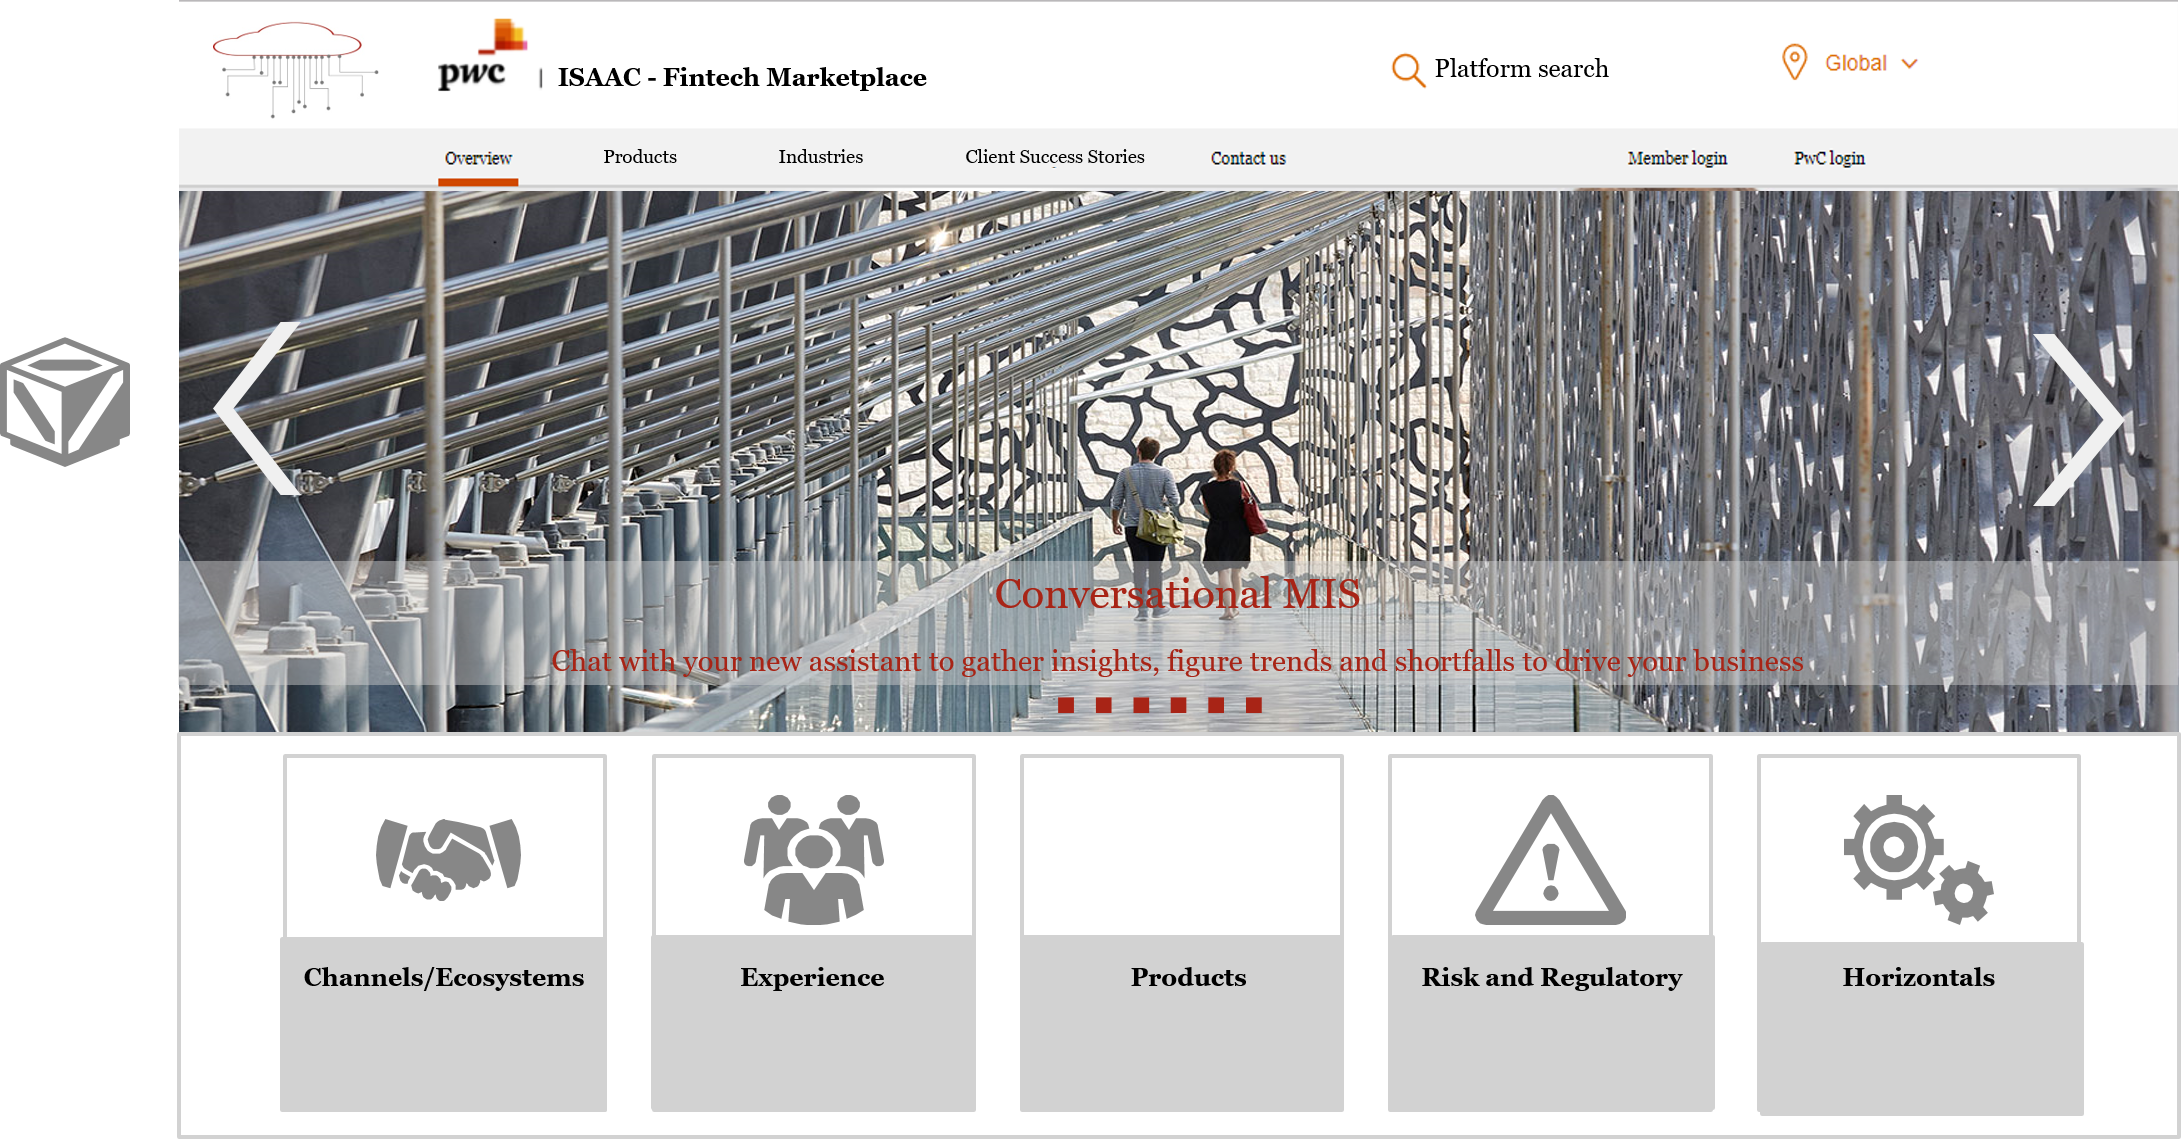 pwc
| ISAAC - Fintech Marketplace
Platform search
Global
Overview
Products
Industries
Client Success Stories
Contact us
Member login
PwC login
Conversational MIS
Chat with your new assistant to gather insights, figure trends and shortfalls to drive your business
Channels/Ecosystems
Experience
Products
Risk and Regulatory
Horizontals